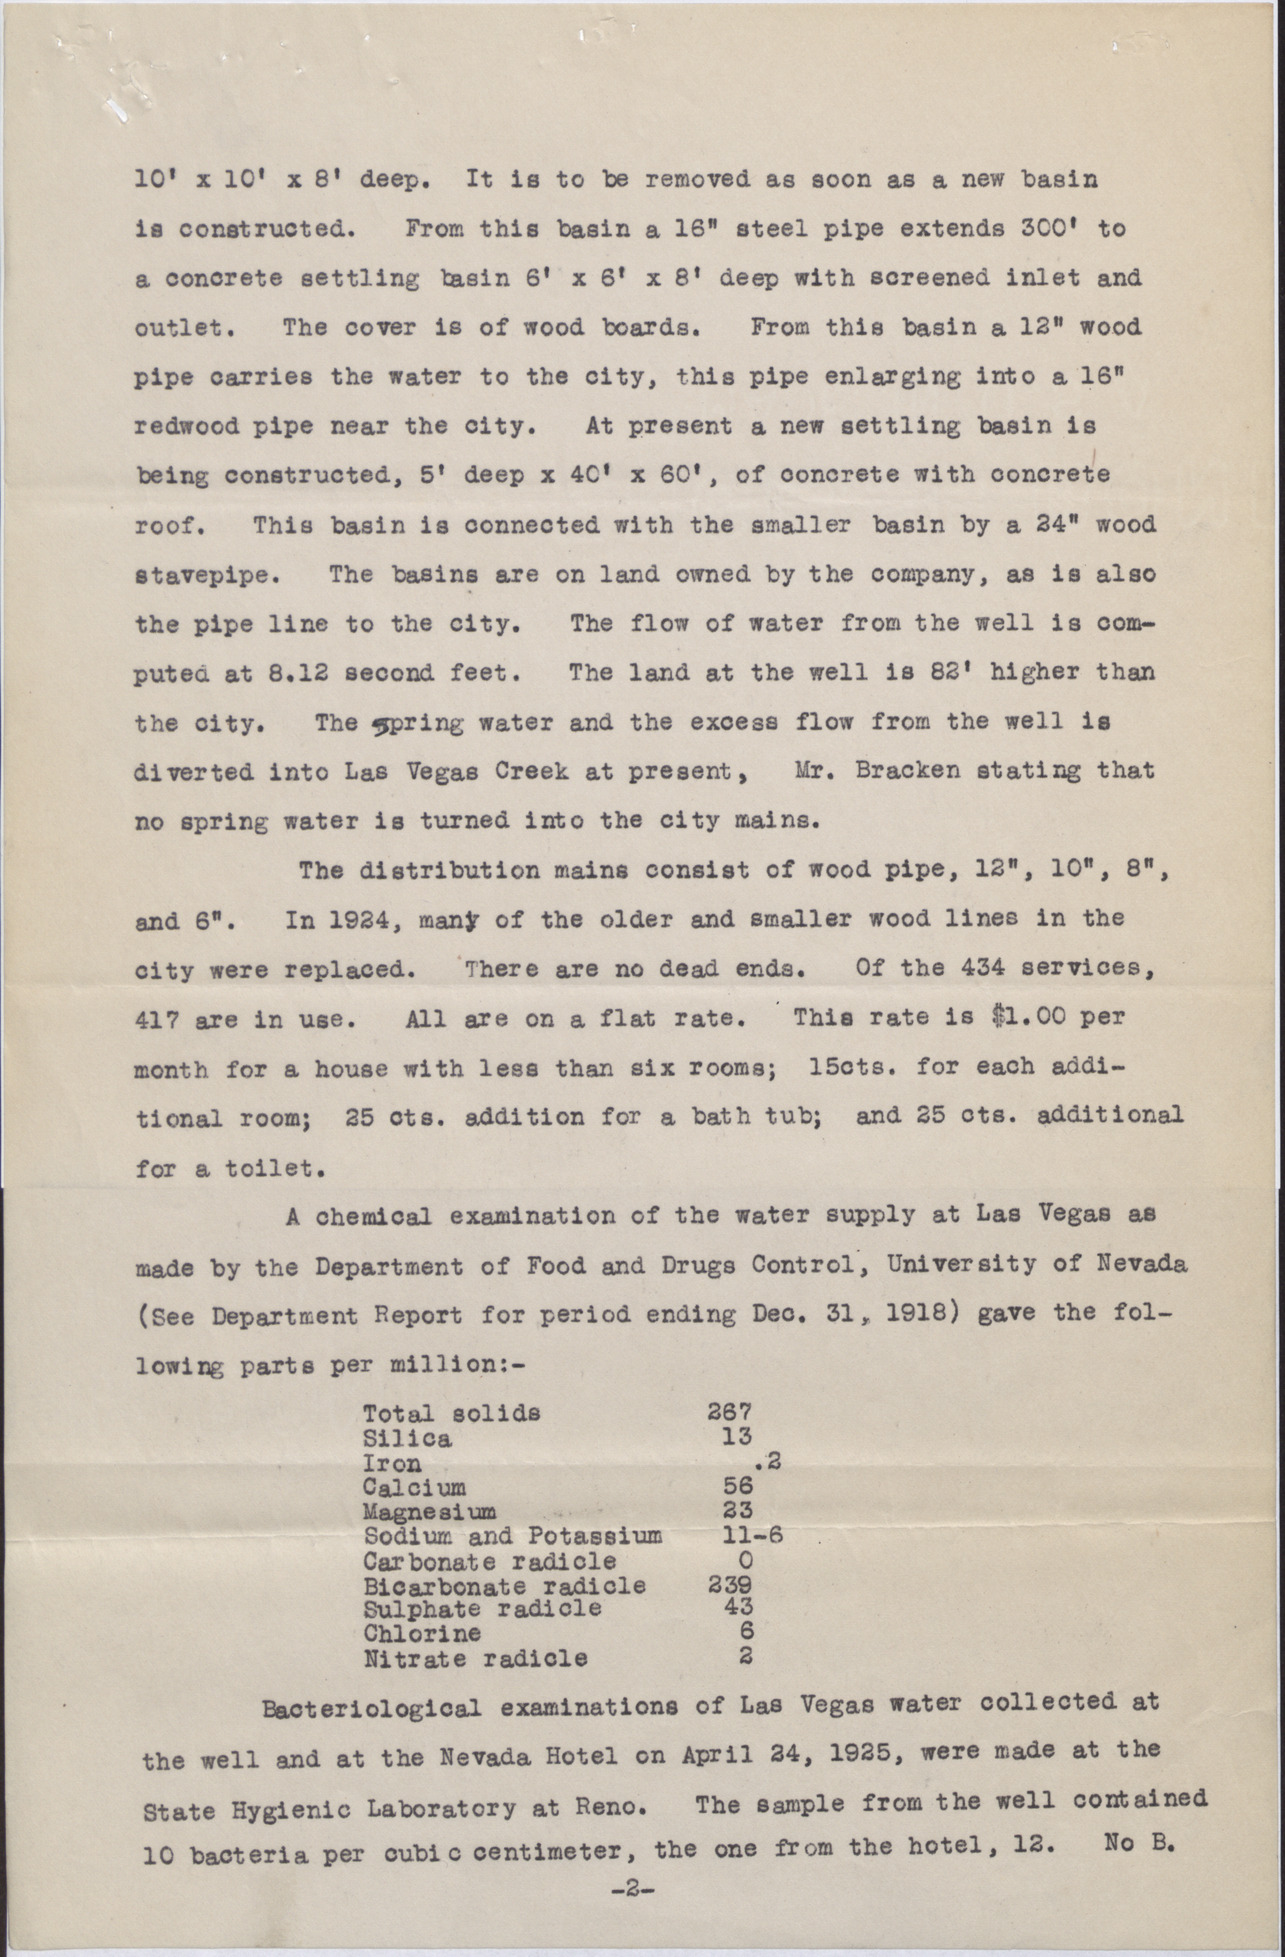 10' x 10' x 8' deep. It is to be removed as soon as a new basin
is constructed. From this basin a 16" steel pipe extends 300' to
a concrete settling basin 6' x 6' x 8' deep with screened inlet and
outlet. The cover is of wood boards. From this basin a 12" wood
pipe carries the water to the city, this pipe enlarging into a 16"
redwood pipe near the city. At present a new settling basin is
being constructed, 5' deep x 40' x 60', of concrete with concrete
roof. This basin is connected with the smaller basin by a 24" wood
stavepipe. The basins are on land owned by the company, as is also
the pipe line to the city. The flow of water from the well is com-
puted at 8.12 second feet. The land at the well is 82' higher than
the city. The spring water and the excess flow from the well is
diverted into Las Vegas Creek at present, Mr. Bracken stating that
no spring water is turned into the city mains.
The distribution mains consist of wood pipe, 12", 10", 8",
and 6". In 1924, many of the older and smaller wood lines in the
city were replaced. There are no dead ends. Of the 434 services,
417 are in use. All are on a flat rate. This rate is $1.00 per
month for a house with less than six rooms; 15cts. for each addi-
tional room; 25 cts. addition for a bath tub; and 25 cts. additional
for a toilet.
A chemical examination of the water supply at Las Vegas as
made by the Department of Food and Drugs Control, University of Nevada
(See Department Report for period ending Dec. 31, 1918) gave the fol-
lowing parts per million:-
Total solids 267
Silica 13
Iron .2
Calcium 56
Magnesium 23
Sodium and Potassium 11-6
Carbonate radicle 0
Bicarbonate radicle 239
Sulphate radicle 43
Chlorine 6
Nitrate radicle 2
Bacteriological examinations of Las Vegas water collected at
the well and at the Nevada Hotel on April 24, 1925, were made at the
State Hygienic Laboratory at Reno. The sample from the well contained
10 bacteria per cubic centimeter, the one from the hotel, 12. No B.
-2-